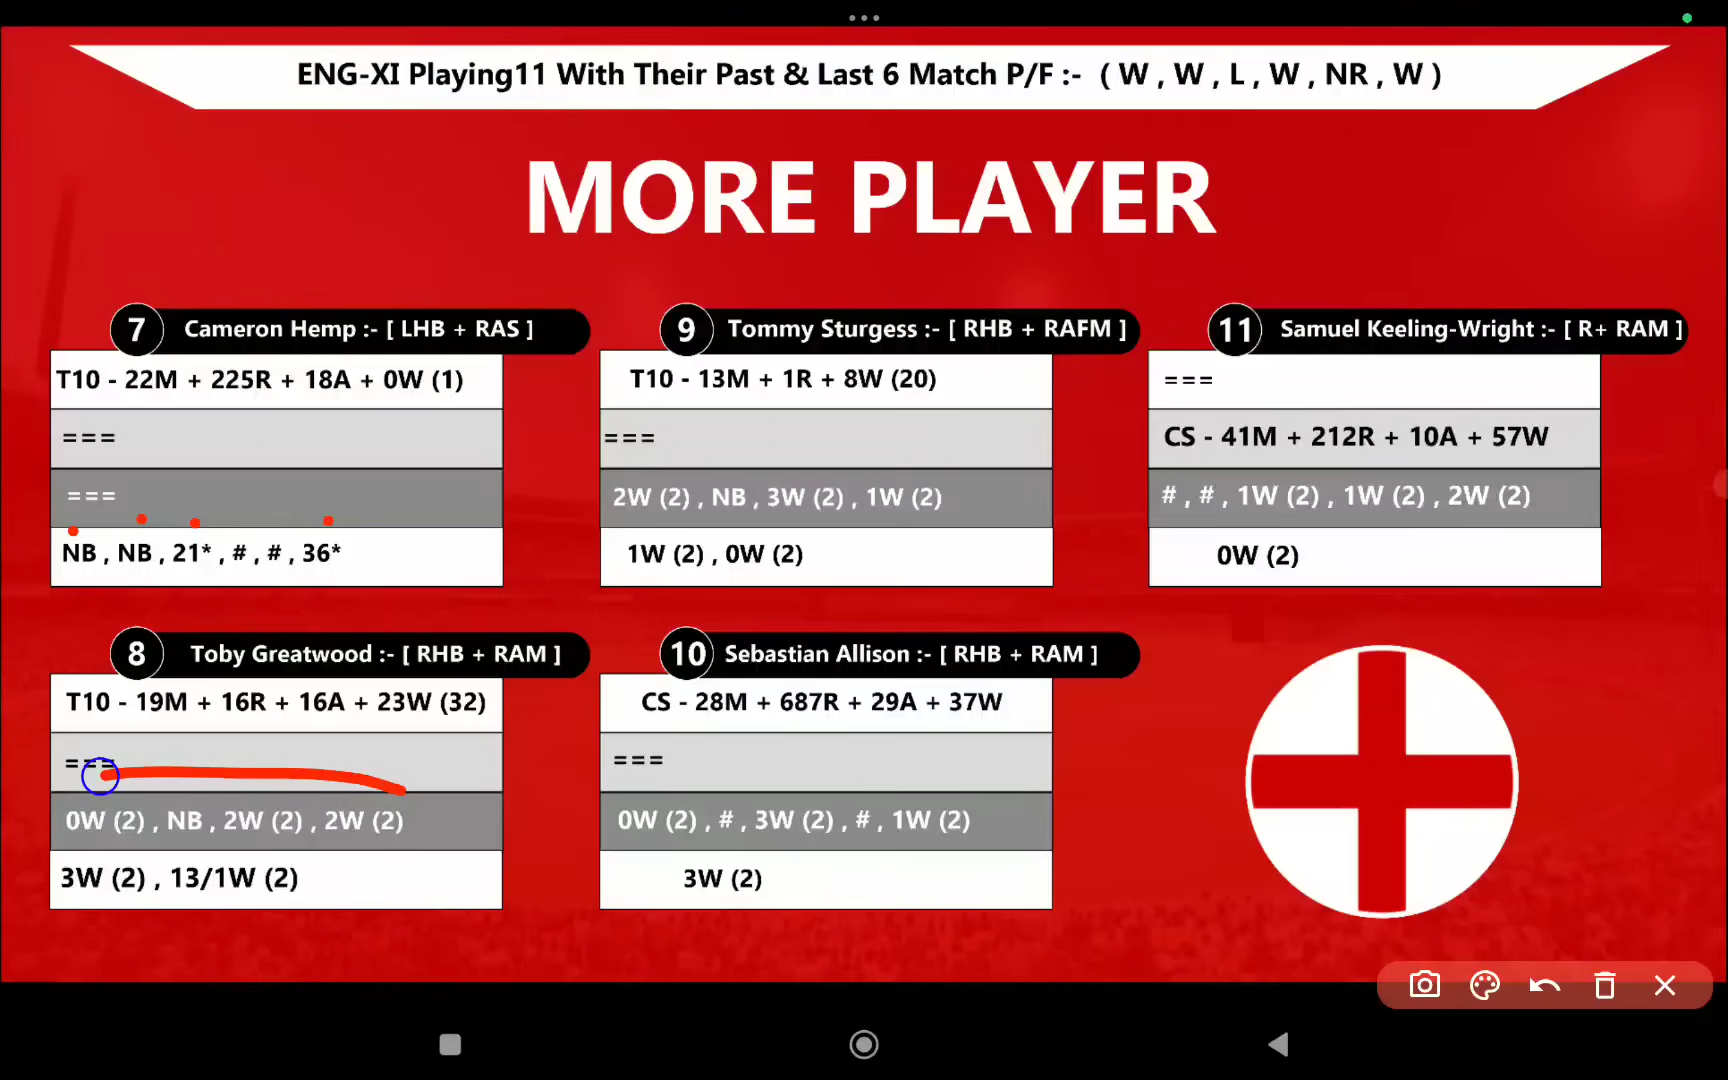 ENG-XI Playing11 With Their Past & Last 6 Match P/F :- ( W , W , L , W , NR , W )
MORE PLAYER
7 Cameron Hemp :- [ LHB + RAS ]
T10 - 22M + 225R + 18A + 0W (1)
===
===
NB , NB , 21* , # , # , 36*
8 Toby Greatwood :- [ RHB + RAM ]
T10 - 19M + 16R + 16A + 23W (32)
===
0W (2) , NB , 2W (2) , 2W (2)
3W (2) , 13/1W (2)
9 Tommy Sturgess :- [ RHB + RAFM ]
T10 - 13M + 1R + 8W (20)
===
2W (2) , NB , 3W (2) , 1W (2)
1W (2) , 0W (2)
10 Sebastian Allison :- [ RHB + RAM ]
CS - 28M + 687R + 29A + 37W
===
0W (2) , # , 3W (2) , # , 1W (2)
3W (2)
11 Samuel Keeling-Wright :- [ R+ RAM ]
===
CS - 41M + 212R + 10A + 57W
# , # , 1W (2) , 1W (2) , 2W (2)
0W (2)